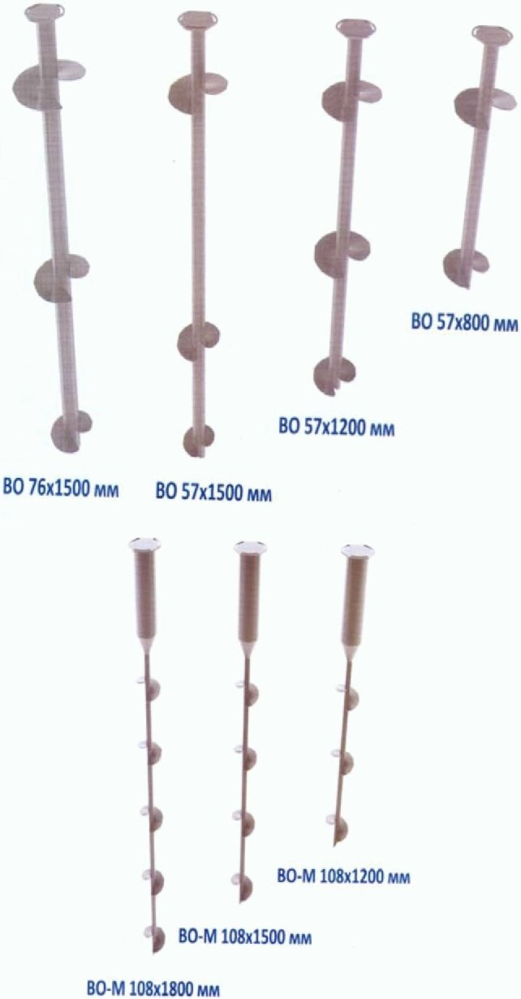 ВО 57х800 мм
ВО 57х1200 мм
ВО 76х1500 мм
ВО 57х1500 мм
ВО-М 108х1200 мм
ВО-М 108х1500 мм
ВО-М 108х1800 мм